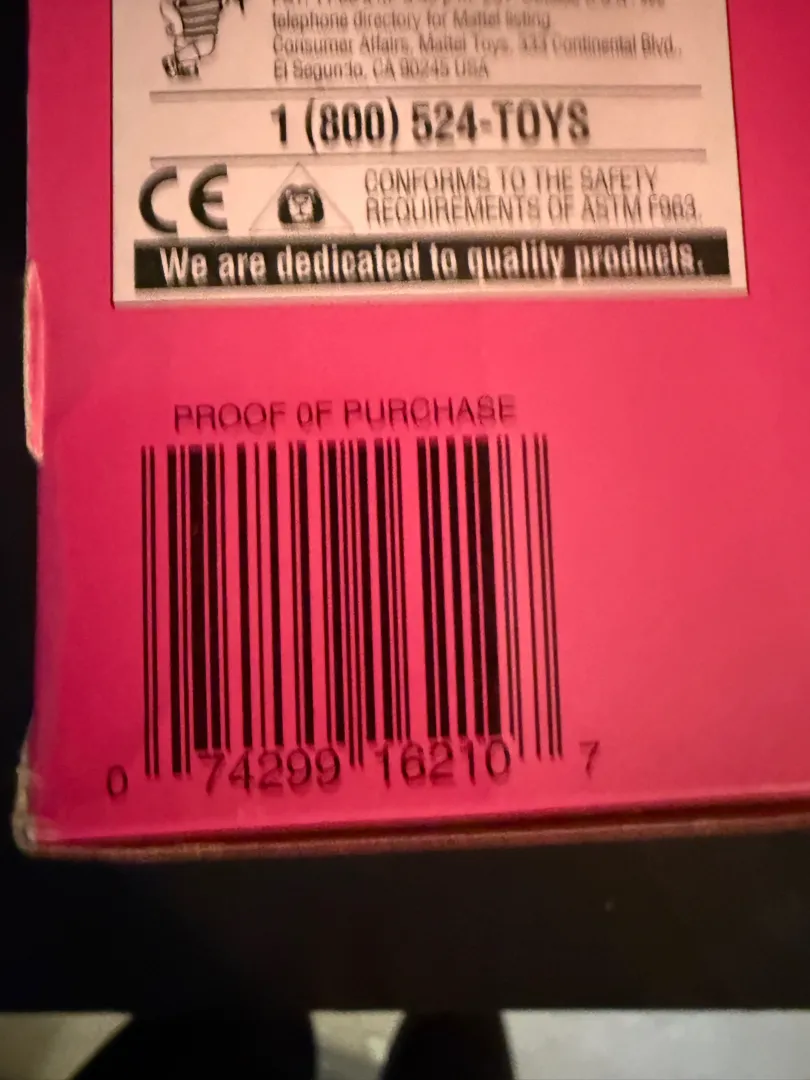 telephone directory for Mattel listing.
Consumer Affairs, Mattel Toys, 333 Continental Blvd.,
El Segundo, CA 90245 USA
1 (800) 524-TOYS
CE
CONFORMS TO THE SAFETY
REQUIREMENTS OF ASTM F963.
We are dedicated to quality products.
PROOF OF PURCHASE
0 74299 16210 7